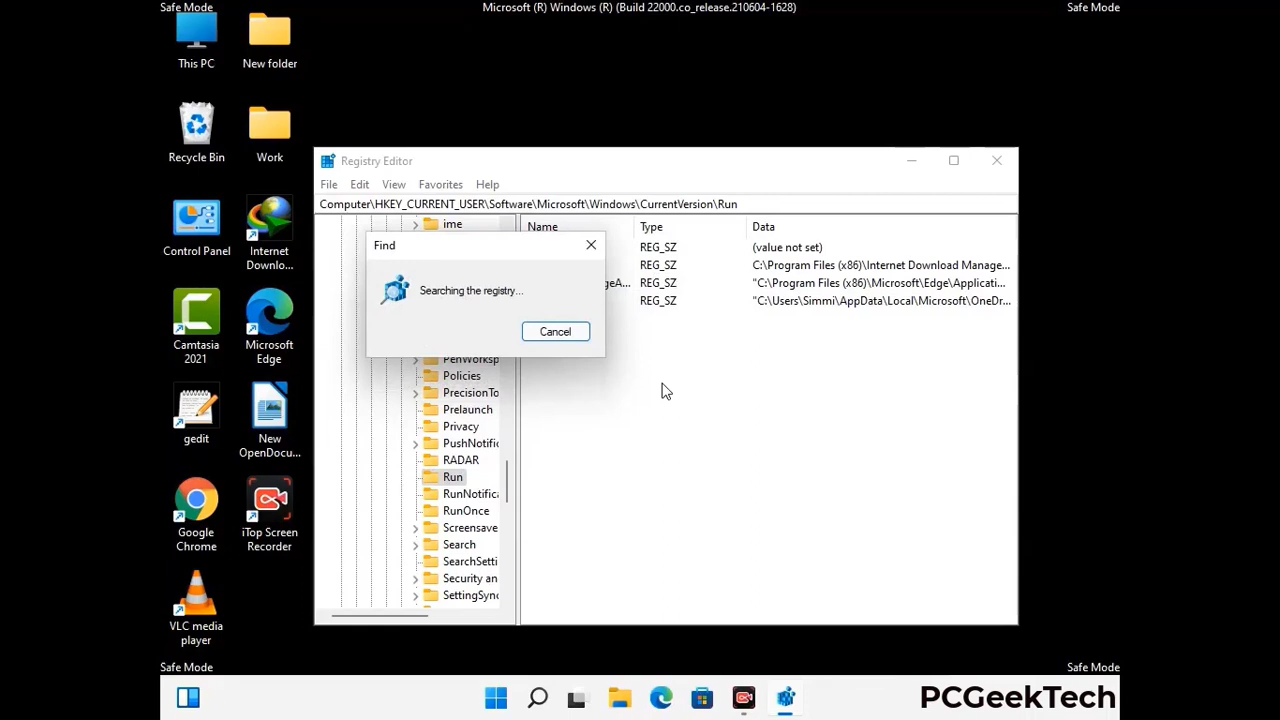 Safe Mode
Microsoft (R) Windows (R) (Build 22000.co_release.210604-1628)
Safe Mode
This PC
New folder
Recycle Bin
Work
Control Panel
Internet
Downlo...
Camtasia
2021
Microsoft
Edge
gedit
New
OpenDocu...
Google
Chrome
iTop Screen
Recorder
VLC media
player
Registry Editor
File Edit View Favorites Help
Computer\HKEY_CURRENT_USER\Software\Microsoft\Windows\CurrentVersion\Run
ime
PenWorksp
Policies
PrecisionTo
Prelaunch
Privacy
PushNotific
RADAR
Run
RunNotifica
RunOnce
Screensave
Search
SearchSetti
Security an
SettingSync
Name Type Data
REG_SZ (value not set)
REG_SZ C:\Program Files (x86)\Internet Download Manage...
geA... REG_SZ "C:\Program Files (x86)\Microsoft\Edge\Applicati...
REG_SZ "C:\Users\Simmi\AppData\Local\Microsoft\OneDr...
Find
Searching the registry...
Cancel
Safe Mode
Safe Mode
PCGeekTech